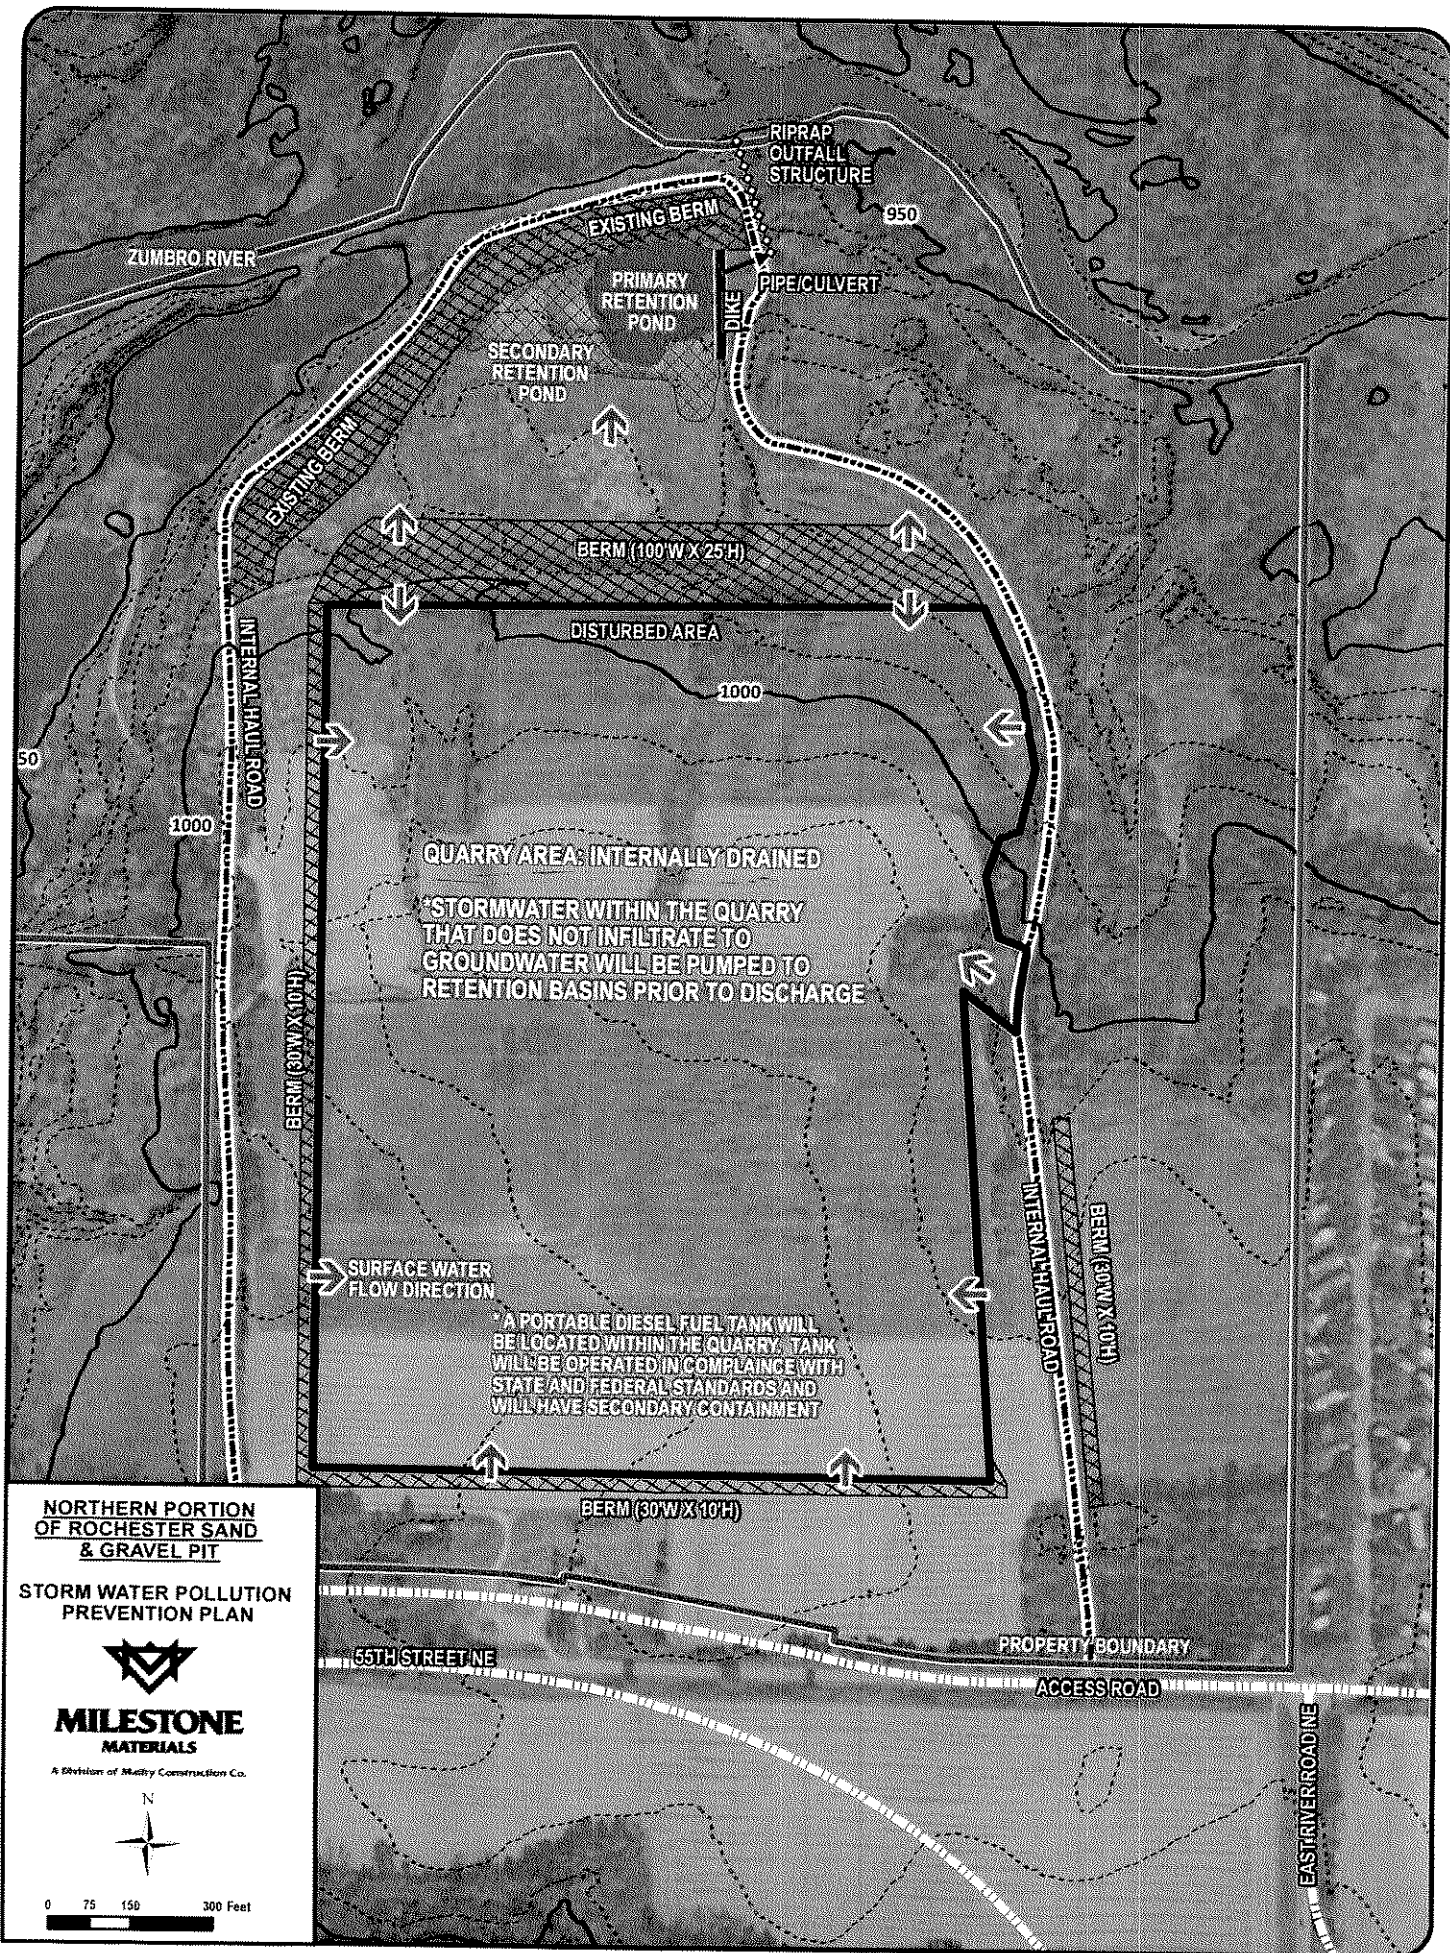 RIPRAP
OUTFALL
STRUCTURE
950
EXISTING BERM
ZUMBRO RIVER
PRIMARY
RETENTION
POND
PIPE/CULVERT
DIKE
SECONDARY
RETENTION
POND
EXISTING BERM
BERM (100'W X 25'H)
DISTURBED AREA
INTERNAL HAUL ROAD
1000
50
1000
QUARRY AREA: INTERNALLY DRAINED
*STORMWATER WITHIN THE QUARRY
THAT DOES NOT INFILTRATE TO
GROUNDWATER WILL BE PUMPED TO
RETENTION BASINS PRIOR TO DISCHARGE
BERM (30'W X 10'H)
INTERNAL HAUL ROAD
BERM (30'W X 10'H)
SURFACE WATER
FLOW DIRECTION
* A PORTABLE DIESEL FUEL TANK WILL
BE LOCATED WITHIN THE QUARRY. TANK
WILL BE OPERATED IN COMPLAINCE WITH
STATE AND FEDERAL STANDARDS AND
WILL HAVE SECONDARY CONTAINMENT
BERM (30'W X 10'H)
PROPERTY BOUNDARY
55TH STREET NE
ACCESS ROAD
EAST RIVER ROAD NE
NORTHERN PORTION
OF ROCHESTER SAND
& GRAVEL PIT
STORM WATER POLLUTION
PREVENTION PLAN
MILESTONE
MATERIALS
A Division of Mathy Construction Co.
N
0 75 150 300 Feet